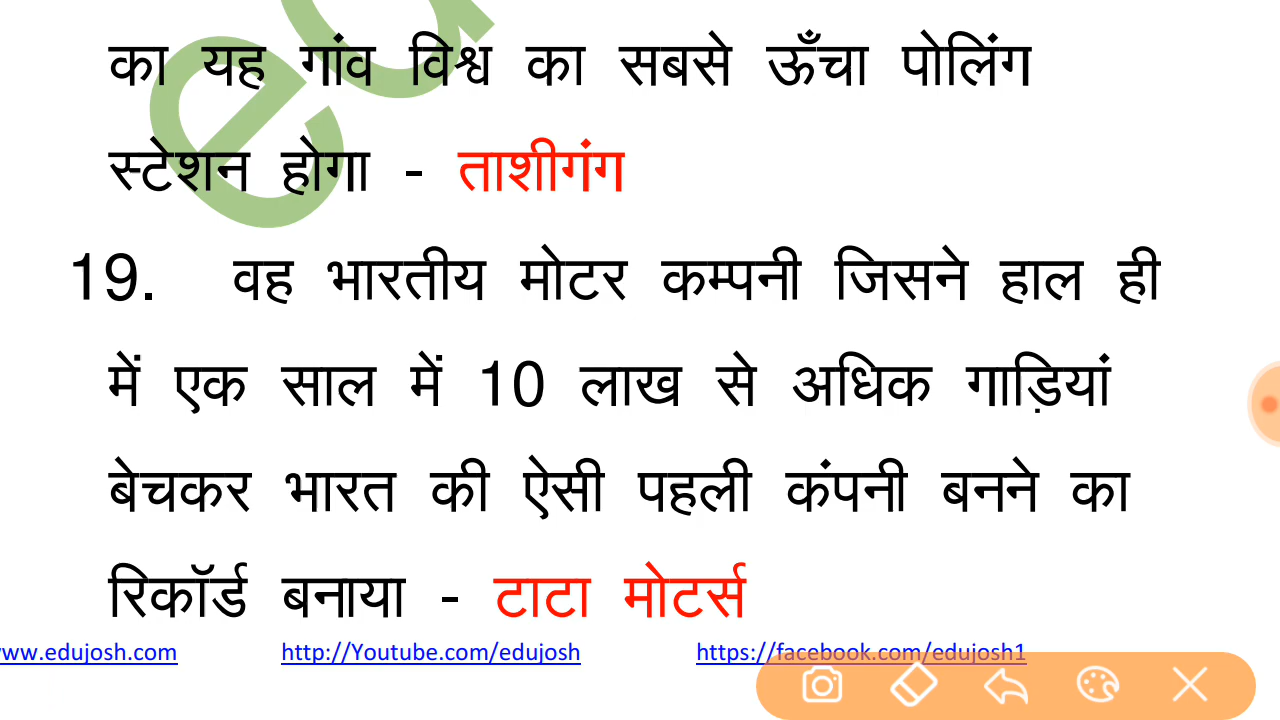 का यह गांव विश्व का सबसे ऊँचा पोलिंग
स्टेशन होगा - ताशीगंग
19. वह भारतीय मोटर कम्पनी जिसने हाल ही
में एक साल में 10 लाख से अधिक गाड़ियां
बेचकर भारत की ऐसी पहली कंपनी बनने का
रिकॉर्ड बनाया - टाटा मोटर्स
www.edujosh.com http://Youtube.com/edujosh https://facebook.com/edujosh1